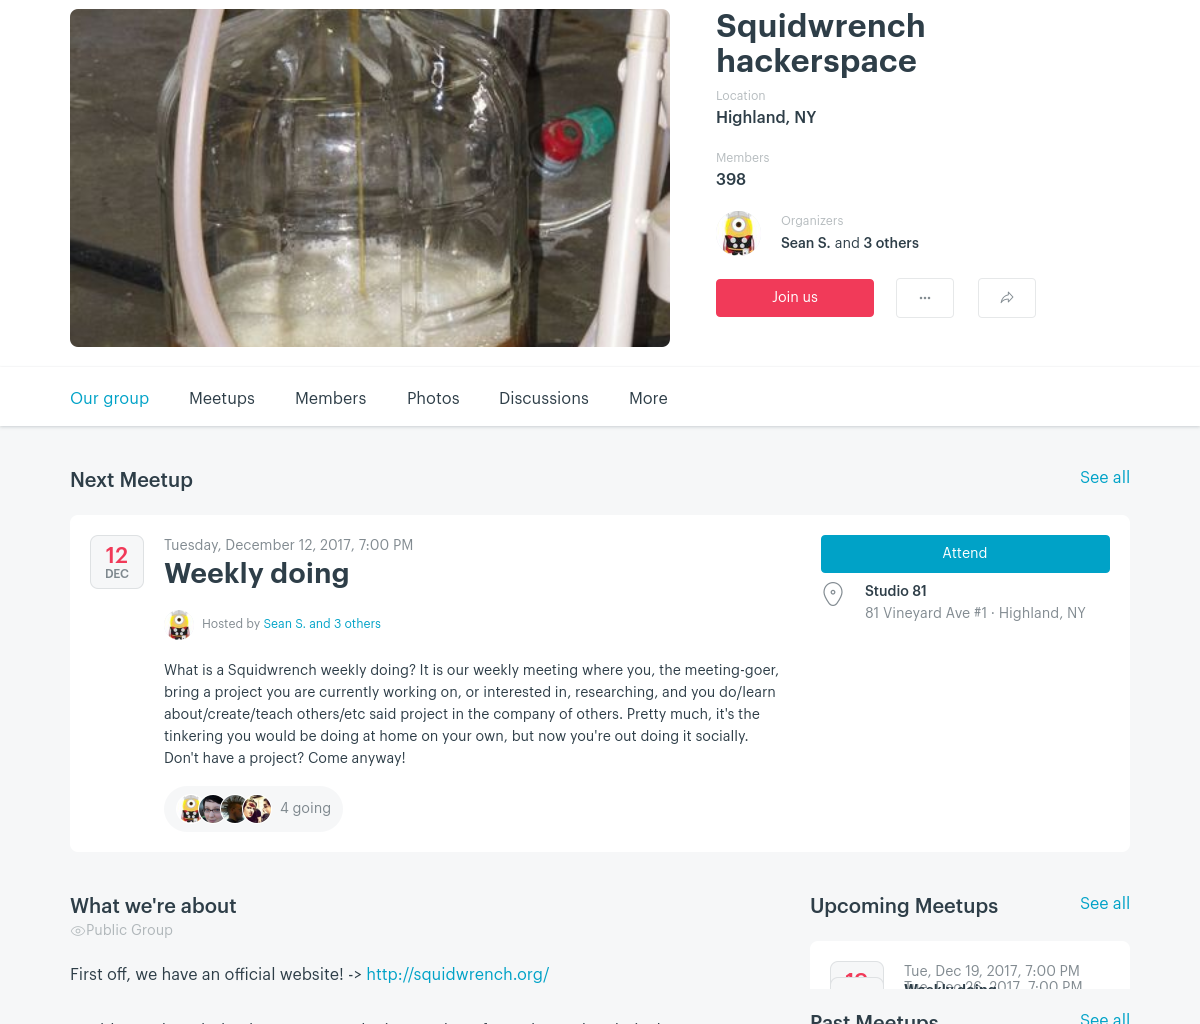 Squidwrench
hackerspace
Location
Highland, NY
Members
398
Organizers
Sean S. and 3 others
Join us
Our group
Meetups
Members
Photos
Discussions
More
Next Meetup
See all
12
DEC
Tuesday, December 12, 2017, 7:00 PM
Weekly doing
Hosted by Sean S. and 3 others
Attend
Studio 81
81 Vineyard Ave #1 · Highland, NY
What is a Squidwrench weekly doing? It is our weekly meeting where you, the meeting-goer,
bring a project you are currently working on, or interested in, researching, and you do/learn
about/create/teach others/etc said project in the company of others. Pretty much, it's the
tinkering you would be doing at home on your own, but now you're out doing it socially.
Don't have a project? Come anyway!
4 going
What we're about
Public Group
First off, we have an official website! -> http://squidwrench.org/
Upcoming Meetups
See all
Tue, Dec 19, 2017, 7:00 PM
Tue, Dec 26, 2017, 7:00 PM
Weekly doing
Past Meetups
See all